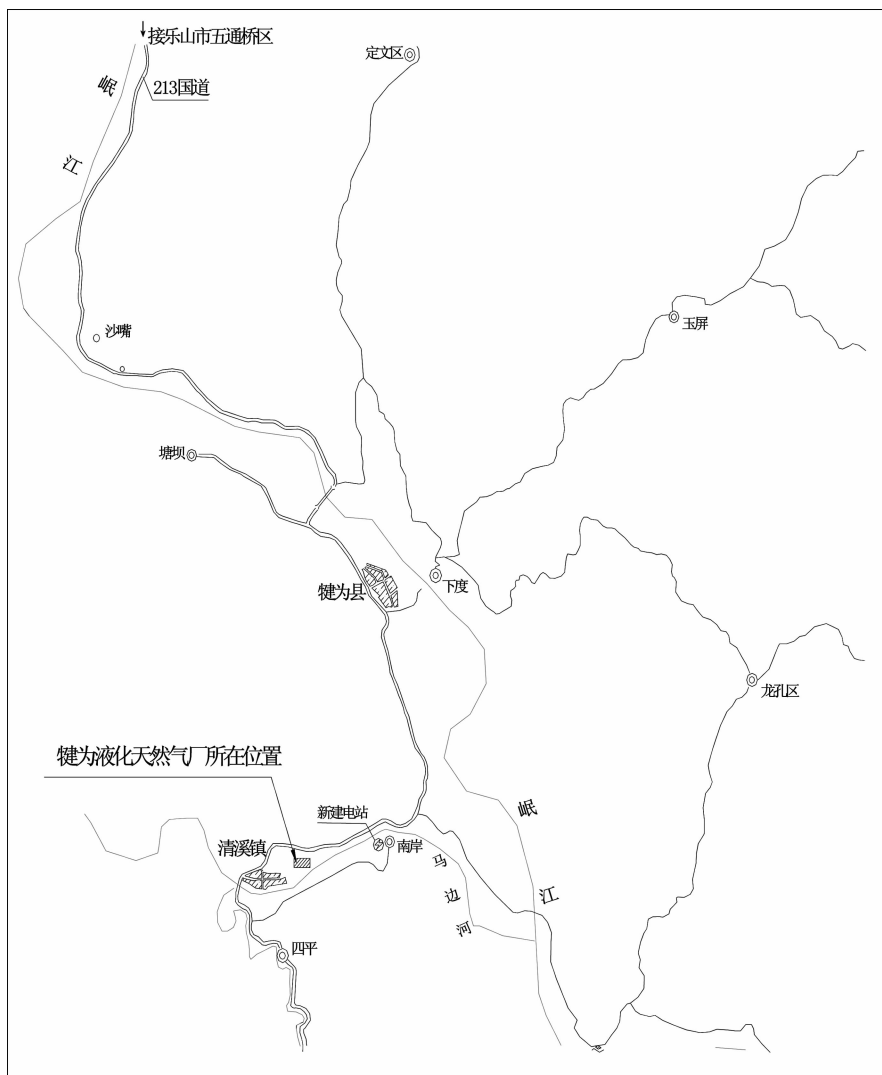 接乐山市五通桥区
213国道
岷
江
定文区
沙嘴
玉屏
塘坝
犍为县
下度
龙孔区
犍为液化天然气厂所在位置
新建电站
清溪镇
南岸
岷
江
马
边
河
四平